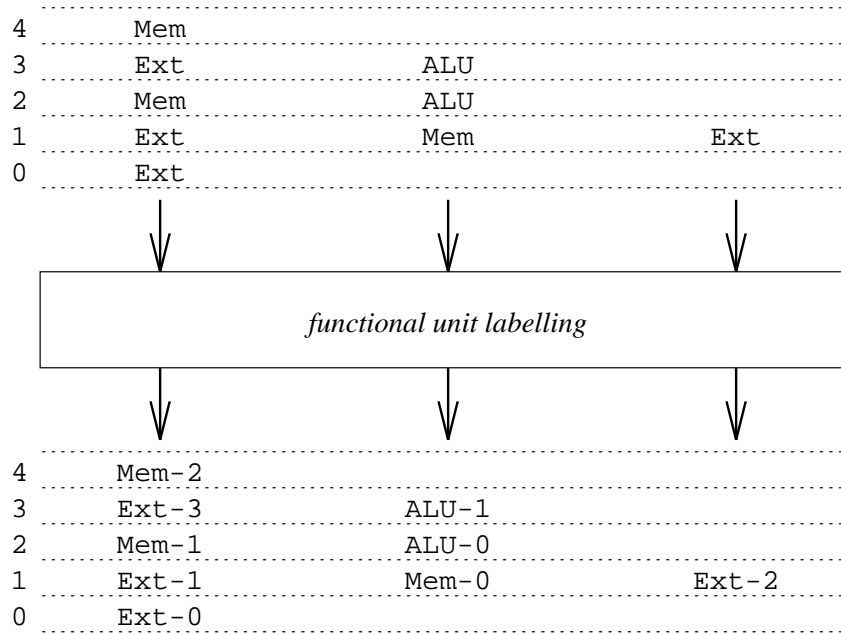 4 Mem
3 Ext ALU
2 Mem ALU
1 Ext Mem Ext
0 Ext
functional unit labelling
4 Mem-2
3 Ext-3 ALU-1
2 Mem-1 ALU-0
1 Ext-1 Mem-0 Ext-2
0 Ext-0